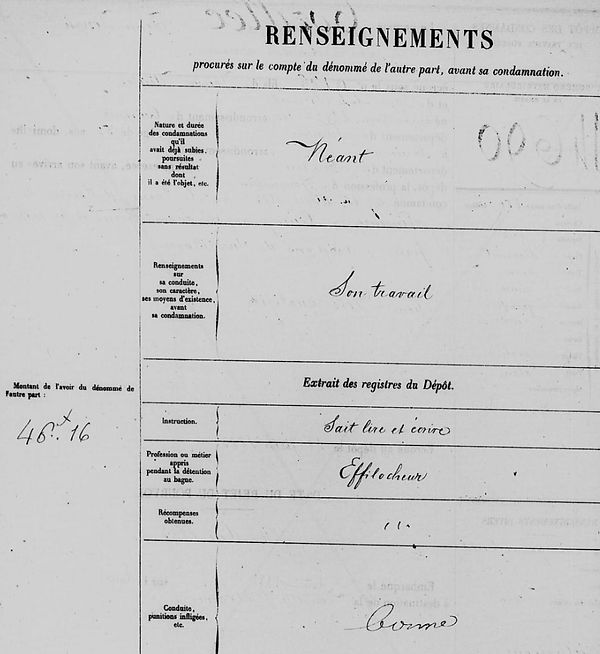 RENSEIGNEMENTS
procurés sur le compte du dénommé de l'autre part, avant sa condamnation.
Nature et durée
des condamnations
qu'il
avait déjà subies,
poursuites
sans résultat
dont
il a été l'objet, etc.
Néant
Renseignements
sur
sa conduite,
son caractère,
ses moyens d'existence,
avant
sa condamnation.
Son travail
Extrait des registres du Dépôt.
Montant de l'avoir du dénommé de
l'autre part :
46f. 16
Instruction.
Sait lire et écrire
Profession ou métier
appris
pendant la détention
au bagne.
Effilocheur
Récompenses
obtenues.
Conduite,
punitions infligées,
etc.
Bonne